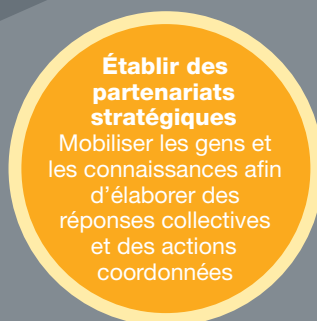 Établir des
partenariats
stratégiques
Mobiliser les gens et
les connaissances afin
d'élaborer des
réponses collectives
et des actions
coordonnées